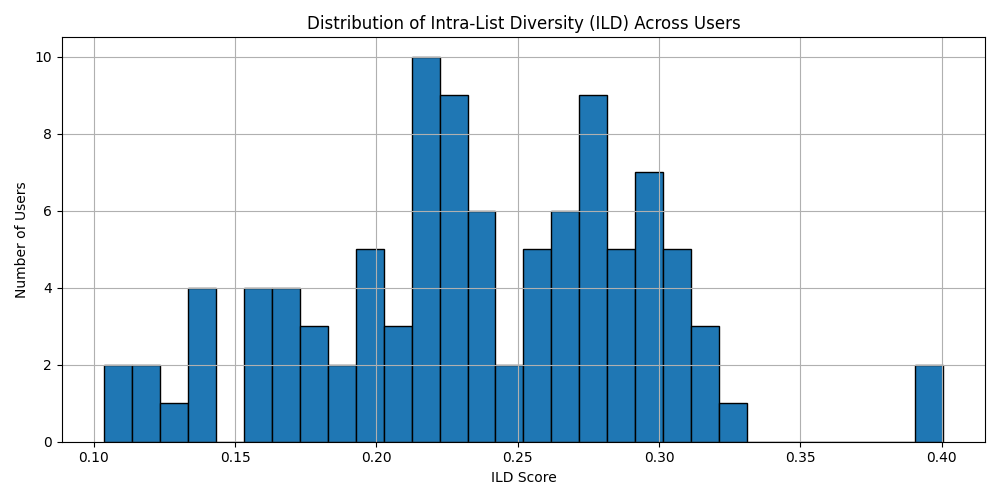 Distribution of Intra-List Diversity (ILD) Across Users
Number of Users
10
8
6
4
2
0
0.10 0.15 0.20 0.25 0.30 0.35 0.40
ILD Score